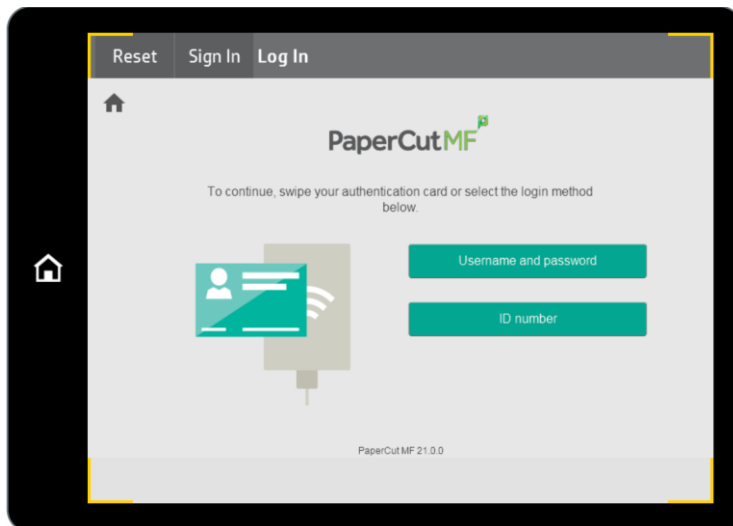 Reset Sign In Log In
PaperCutMF
To continue, swipe your authentication card or select the login method
below.
Username and password
ID number
PaperCut MF 21.0.0